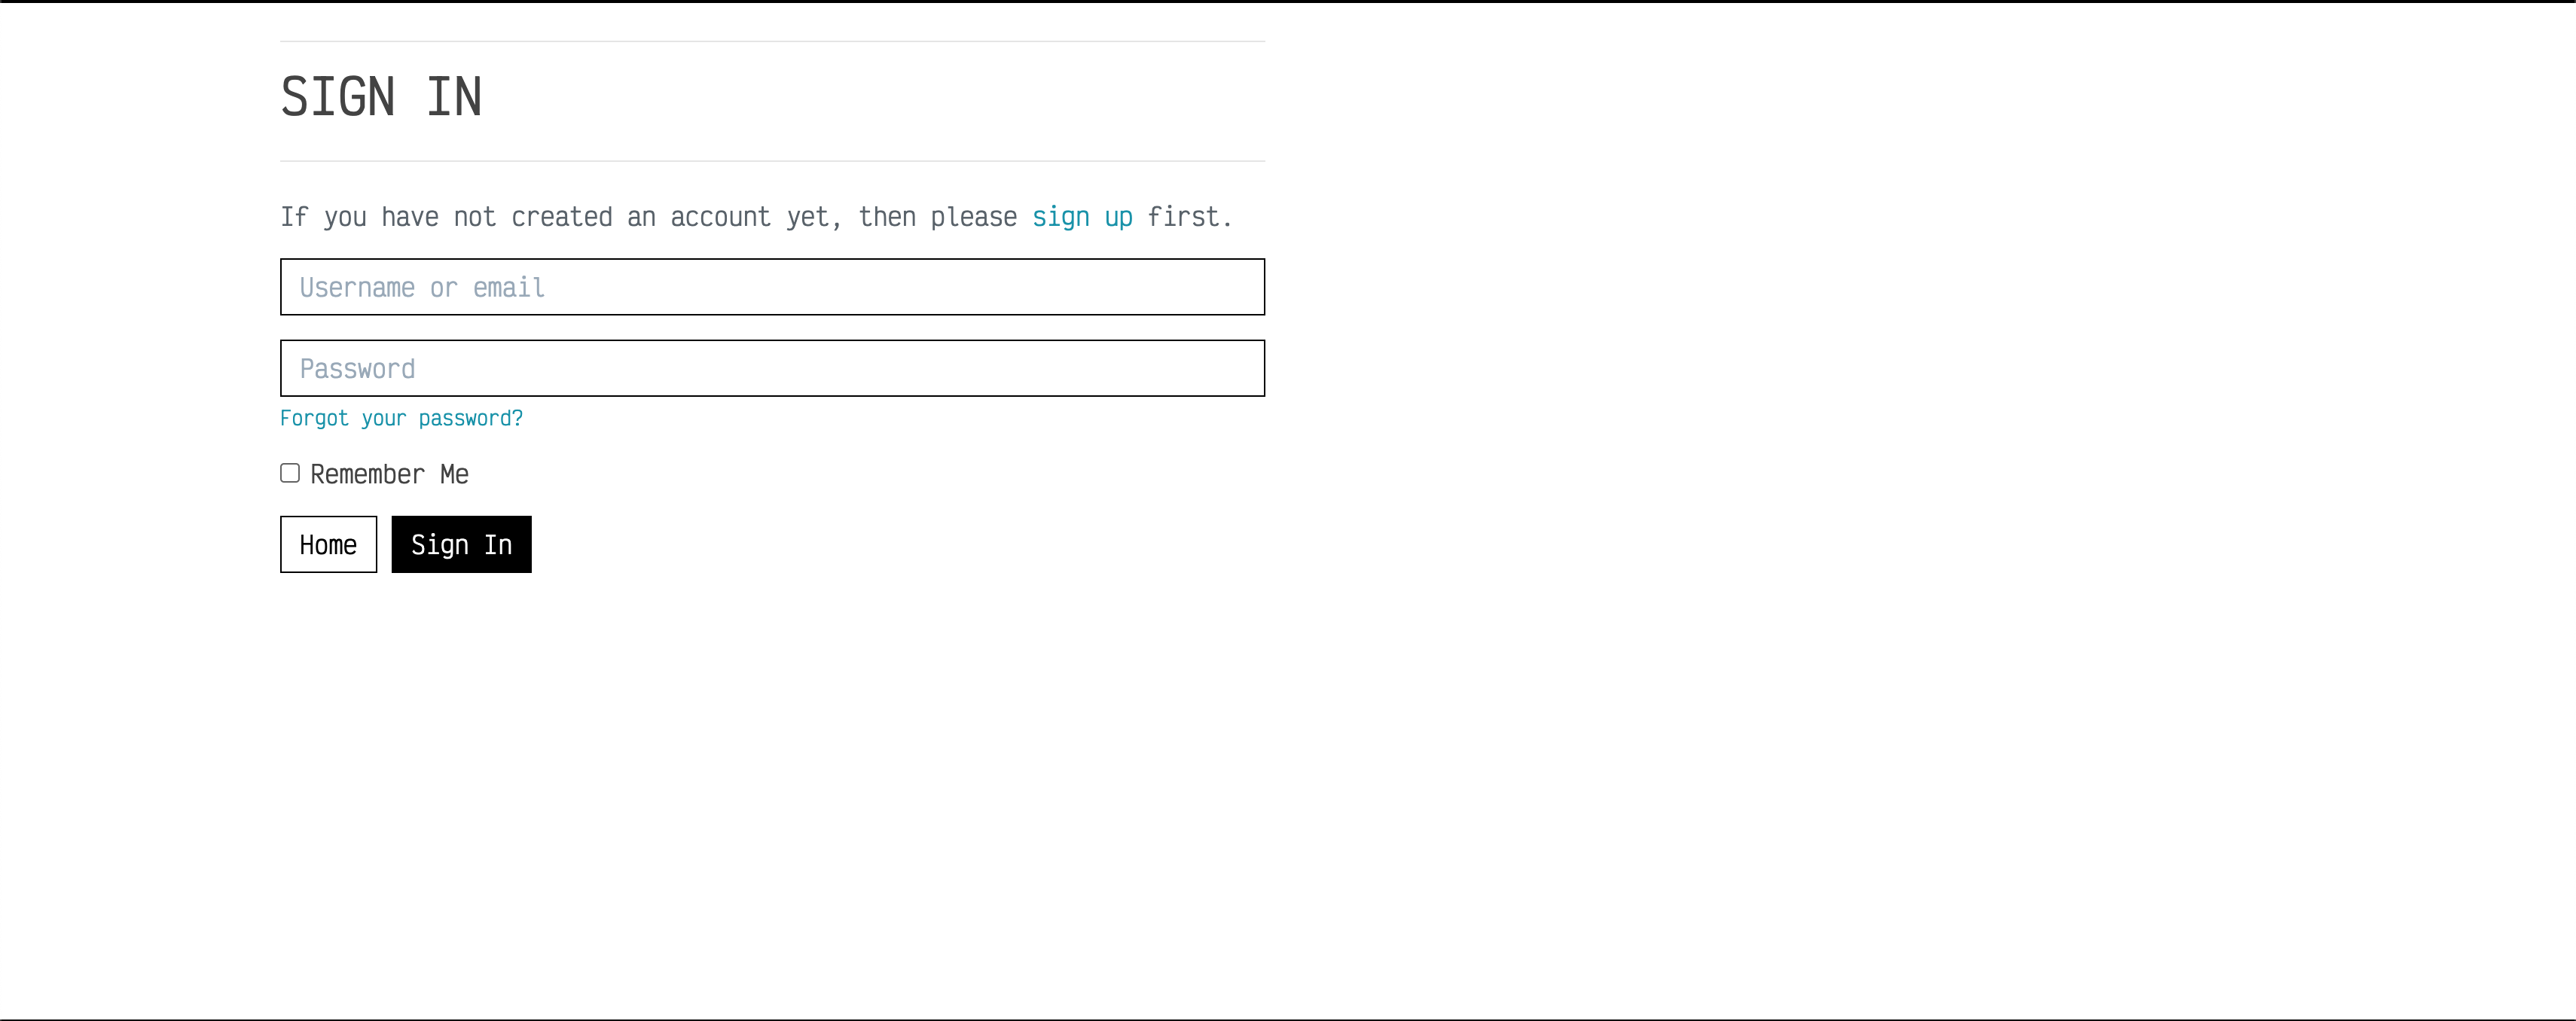 SIGN IN
If you have not created an account yet, then please sign up first.
Username or email
Password
Forgot your password?
Remember Me
Home Sign In